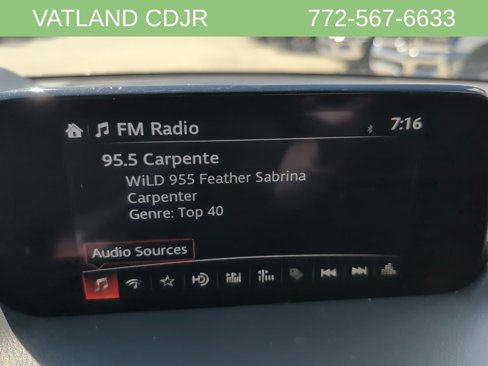 VATLAND CDJR 772-567-6633
FM Radio 7:16
95.5 Carpente
WiLD 955 Feather Sabrina
Carpenter
Genre: Top 40
Audio Sources
HD